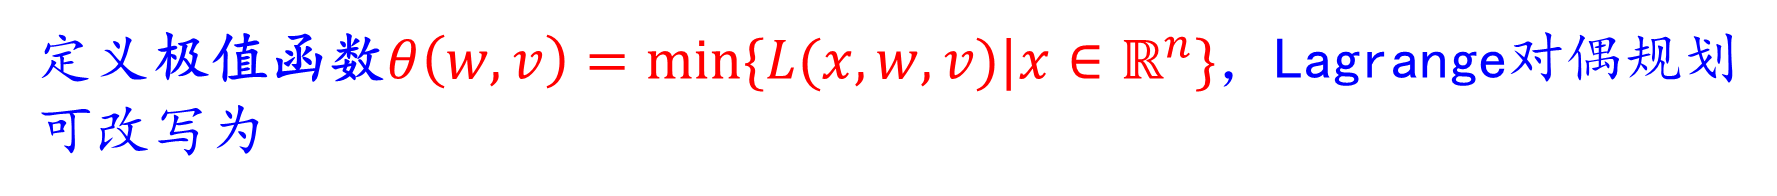 定义极值函数θ(w, v) = min{L(x, w, v)|x ∈ ℝⁿ}，Lagrange对偶规划
可改写为